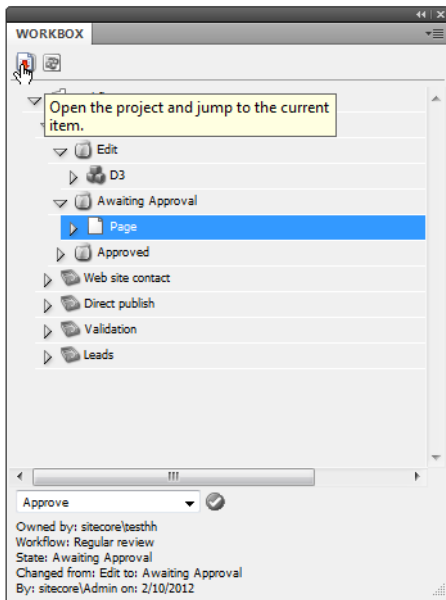 WORKBOX
Open the project and jump to the current
item.
Edit
D3
Awaiting Approval
Page
Approved
Web site contact
Direct publish
Validation
Leads
Approve
Owned by: sitecore\testhh
Workflow: Regular review
State: Awaiting Approval
Changed from: Edit to: Awaiting Approval
By: sitecore\Admin on: 2/10/2012